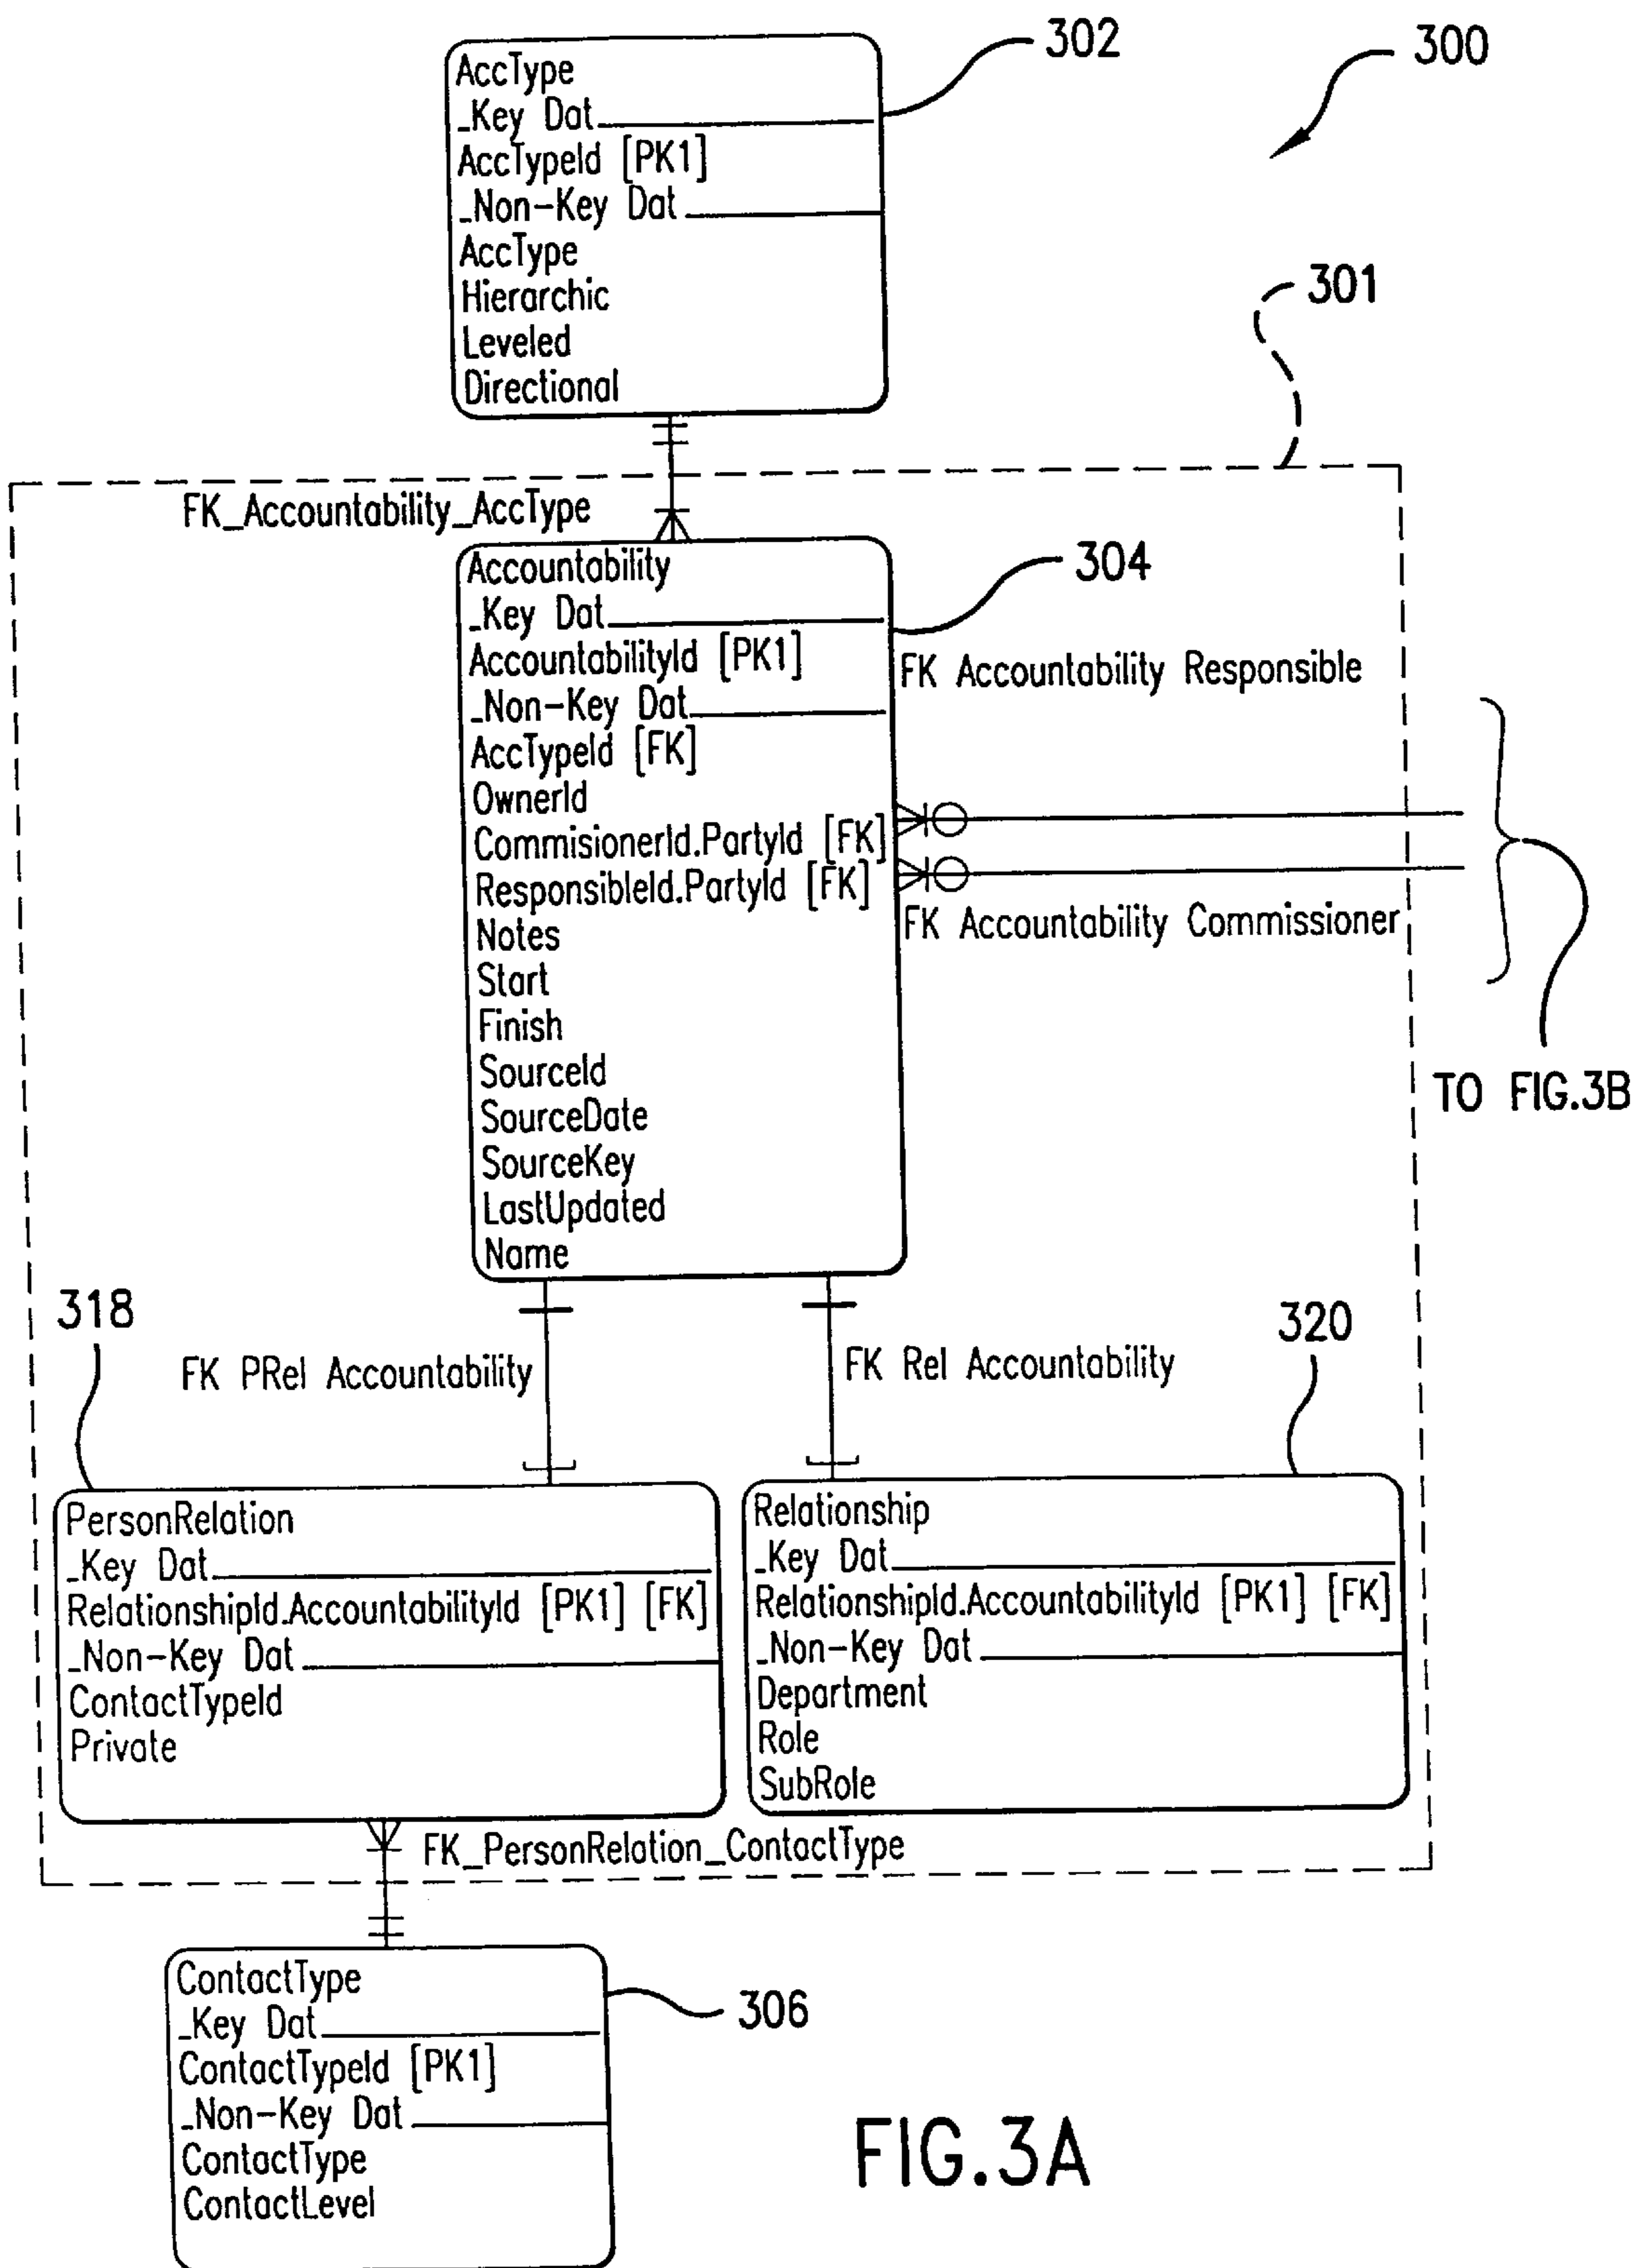 302
300
AccType
_Key Dat
AccTypeId [PK1]
_Non-Key Dat
AccType
Hierarchic
Leveled
Directional
301
FK_Accountability_AccType
Accountability
_Key Dat
AccountabilityId [PK1]
_Non-Key Dat
AccTypeId [FK]
OwnerId
CommisionerId.PartyId [FK]
ResponsibleId.PartyId [FK]
Notes
Start
Finish
SourceId
SourceDate
SourceKey
LastUpdated
Name
304
FK Accountability Responsible
FK Accountability Commissioner
TO FIG.3B
318
FK PRel Accountability
FK Rel Accountability
320
PersonRelation
_Key Dat
RelationshipId.AccountabilityId [PK1] [FK]
_Non-Key Dat
ContactTypeId
Private
Relationship
_Key Dat
RelationshipId.AccountabilityId [PK1] [FK]
_Non-Key Dat
Department
Role
SubRole
FK_PersonRelation_ContactType
ContactType
_Key Dat
ContactTypeId [PK1]
_Non-Key Dat
ContactType
ContactLevel
306
FIG.3A